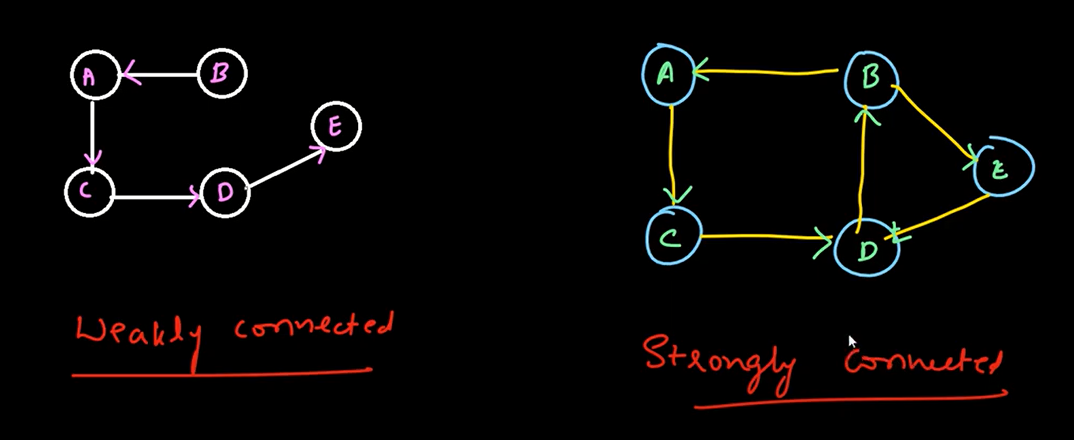 A B
E
C D
Weakly connected
A B
E
C D
Strongly connected